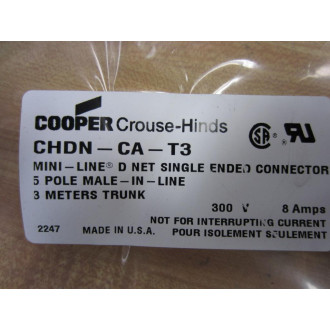 COOPER Crouse-Hinds
CHDN-CA-T3
MINI-LINE® D NET SINGLE ENDED CONNECTOR
5 POLE MALE-IN-LINE
3 METERS TRUNK
300 V 8 Amps
NOT FOR INTERRUPTING CURRENT
POUR ISOLEMENT SEULEMENT
2247 MADE IN U.S.A.